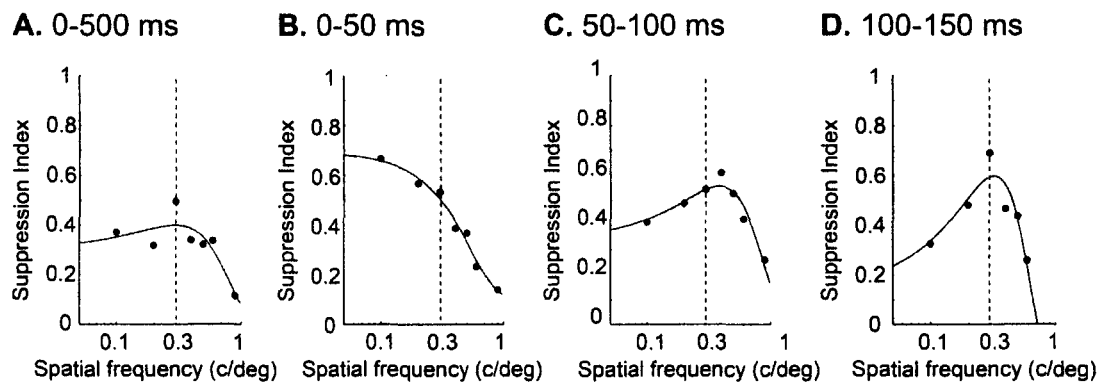 A. 0-500 ms
B. 0-50 ms
C. 50-100 ms
D. 100-150 ms
Suppression Index
1
0.8
0.6
0.4
0.2
0
0.1 0.3 1
Spatial frequency (c/deg)
Suppression Index
1
0.8
0.6
0.4
0.2
0
0.1 0.3 1
Spatial frequency (c/deg)
Suppression Index
1
0.8
0.6
0.4
0.2
0
0.1 0.3 1
Spatial frequency (c/deg)
Suppression Index
1
0.8
0.6
0.4
0.2
0
0.1 0.3 1
Spatial frequency (c/deg)